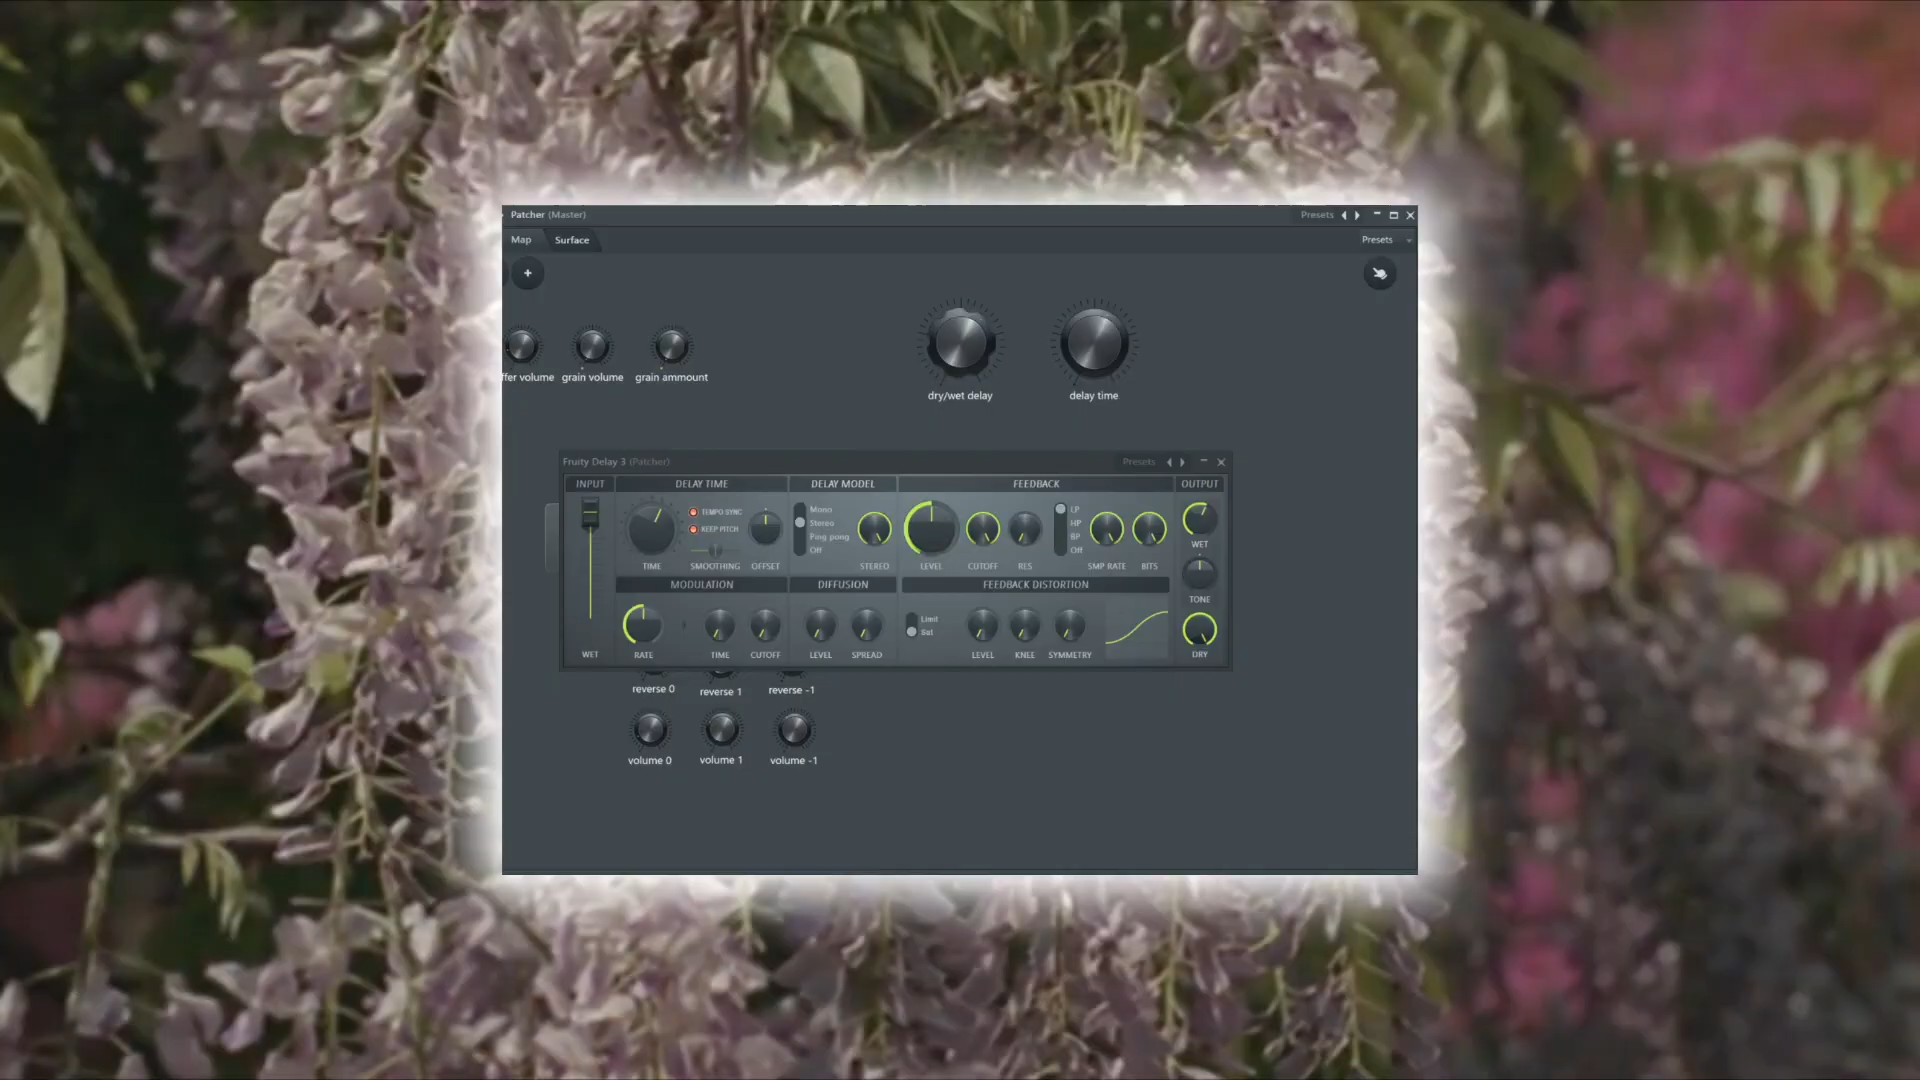 Patcher (Master)
Presets
Map
Surface
Presets
+
ffer volume
grain volume
grain ammount
dry/wet delay
delay time
Fruity Delay 3 (Patcher)
Presets
INPUT
DELAY TIME
DELAY MODEL
FEEDBACK
OUTPUT
TEMPO SYNC
KEEP PITCH
Mono
Stereo
Ping pong
Off
LP
HP
BP
Off
WET
TIME
SMOOTHING
OFFSET
STEREO
LEVEL
CUTOFF
RES
SMP RATE
BITS
MODULATION
DIFFUSION
FEEDBACK DISTORTION
TONE
Limit
Sat
WET
RATE
TIME
CUTOFF
LEVEL
SPREAD
LEVEL
KNEE
SYMMETRY
DRY
reverse 0
reverse 1
reverse -1
volume 0
volume 1
volume -1